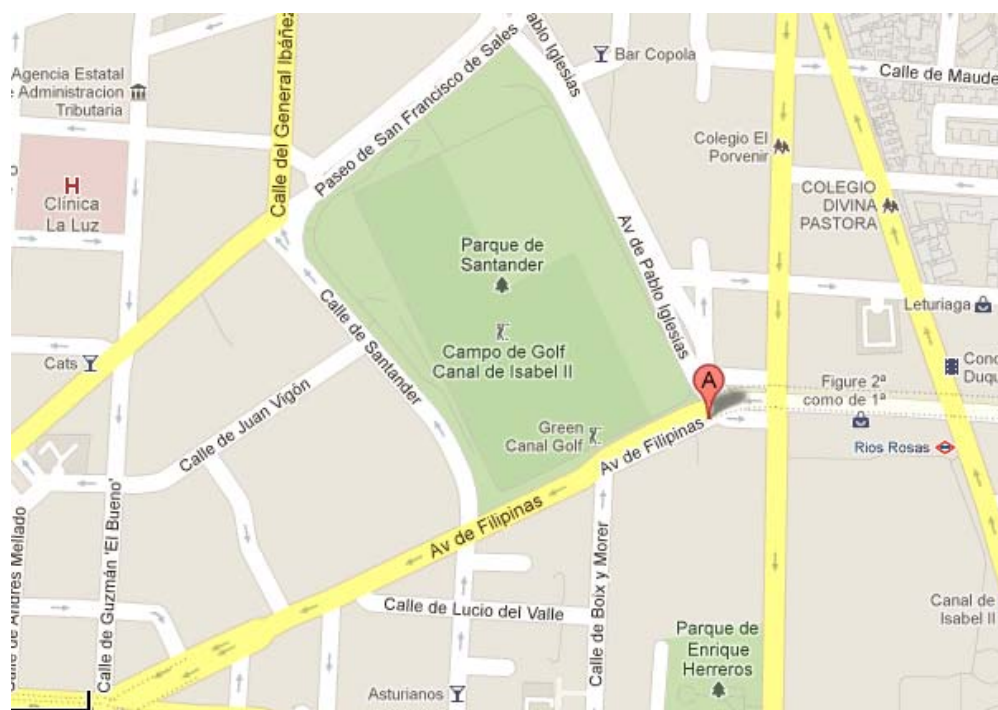 Agencia Estatal
Administracion
Tributaria
H
Clínica
La Luz
Calle del General Ibáñez
Paseo de San Francisco de Sales
Pablo Iglesias
Bar Copola
Calle de Maude
Colegio El
Porvenir
COLEGIO
DIVINA
PASTORA
Parque de
Santander
Av de Pablo Iglesias
Campo de Golf
Canal de Isabel II
Calle de Santander
Cats
Calle de Juan Vigón
Leturiaga
Conc
Duqu
A
Figure 2ª
como de 1ª
Green
Canal Golf
Av de Filipinas
Rios Rosas
Av de Filipinas
Calle de Andrés Mellado
Calle de Guzmán 'El Bueno'
Calle de Lucio del Valle
Calle de Boix y Morer
Canal de
Isabel II
Parque de
Enrique
Herreros
Asturianos